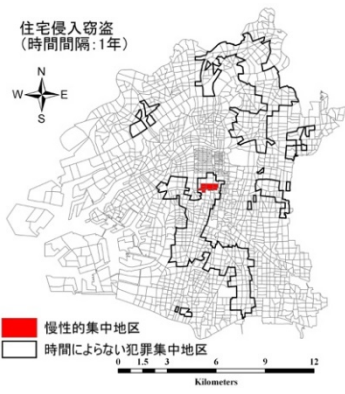 住宅侵入窃盗
(時間間隔:1年)
N
W E
S
慢性的集中地区
時間によらない犯罪集中地区
0 1.5 3 6 9 12
Kilometers